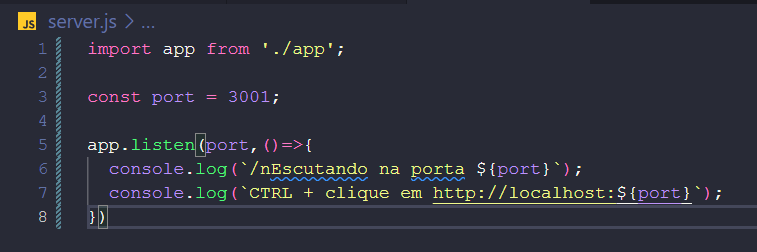 JS server.js > ...
1 import app from './app';
2
3 const port = 3001;
4
5 app.listen(port,()=>{
6 console.log(`/nEscutando na porta ${port}`);
7 console.log(`CTRL + clique em http://localhost:${port}`);
8 })